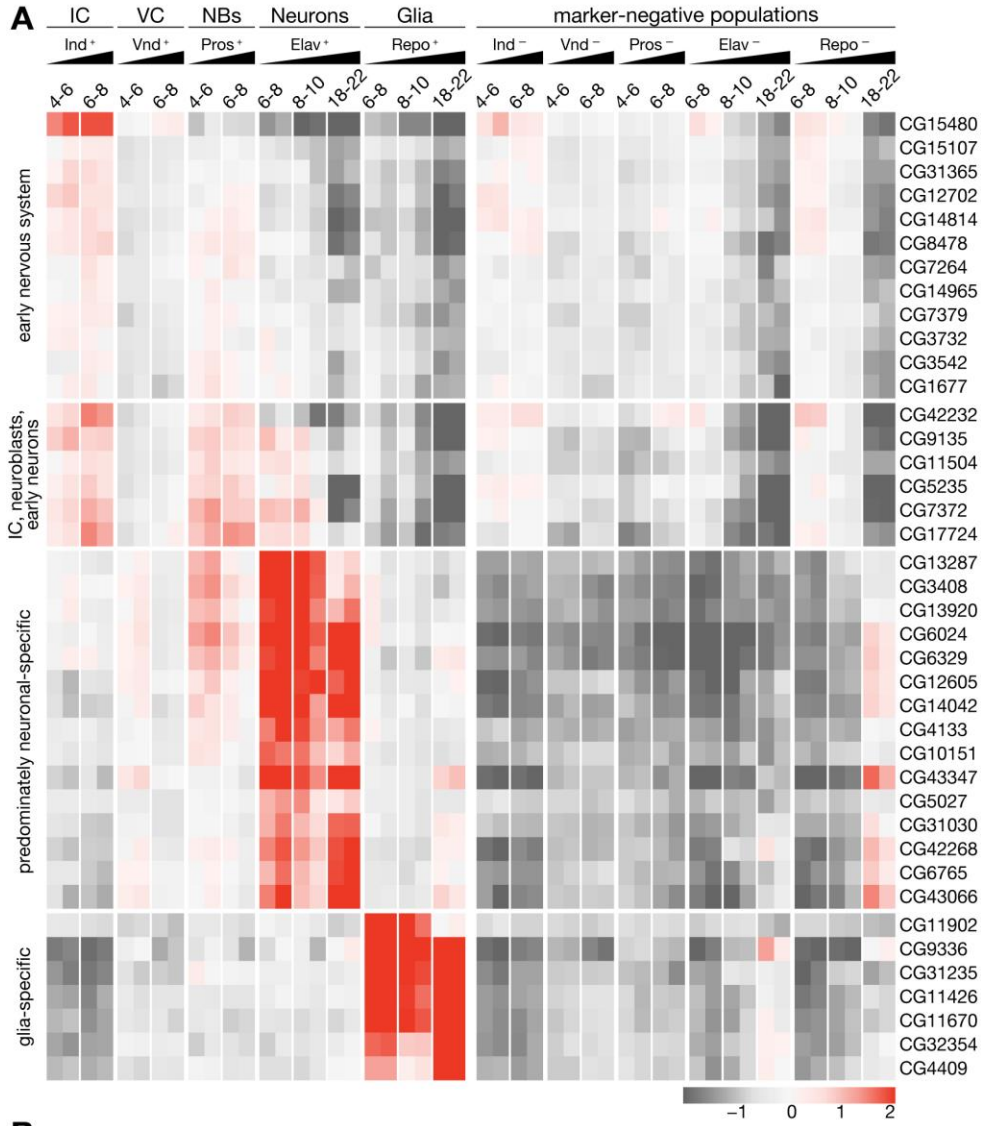 A
IC VC NBs Neurons Glia marker-negative populations
Ind + Vnd + Pros + Elav + Repo + Ind − Vnd − Pros − Elav − Repo −
4-6 6-8 4-6 6-8 4-6 6-8 6-8 8-10 18-22 6-8 8-10 18-22 4-6 6-8 4-6 6-8 4-6 6-8 6-8 8-10 18-22 6-8 8-10 18-22
early nervous system
CG15480
CG15107
CG31365
CG12702
CG14814
CG8478
CG7264
CG14965
CG7379
CG3732
CG3542
CG1677
IC, neuroblasts,
early neurons
CG42232
CG9135
CG11504
CG5235
CG7372
CG17724
predominately neuronal-specific
CG13287
CG3408
CG13920
CG6024
CG6329
CG12605
CG14042
CG4133
CG10151
CG43347
CG5027
CG31030
CG42268
CG6765
CG43066
glia-specific
CG11902
CG9336
CG31235
CG11426
CG11670
CG32354
CG4409
−1 0 1 2